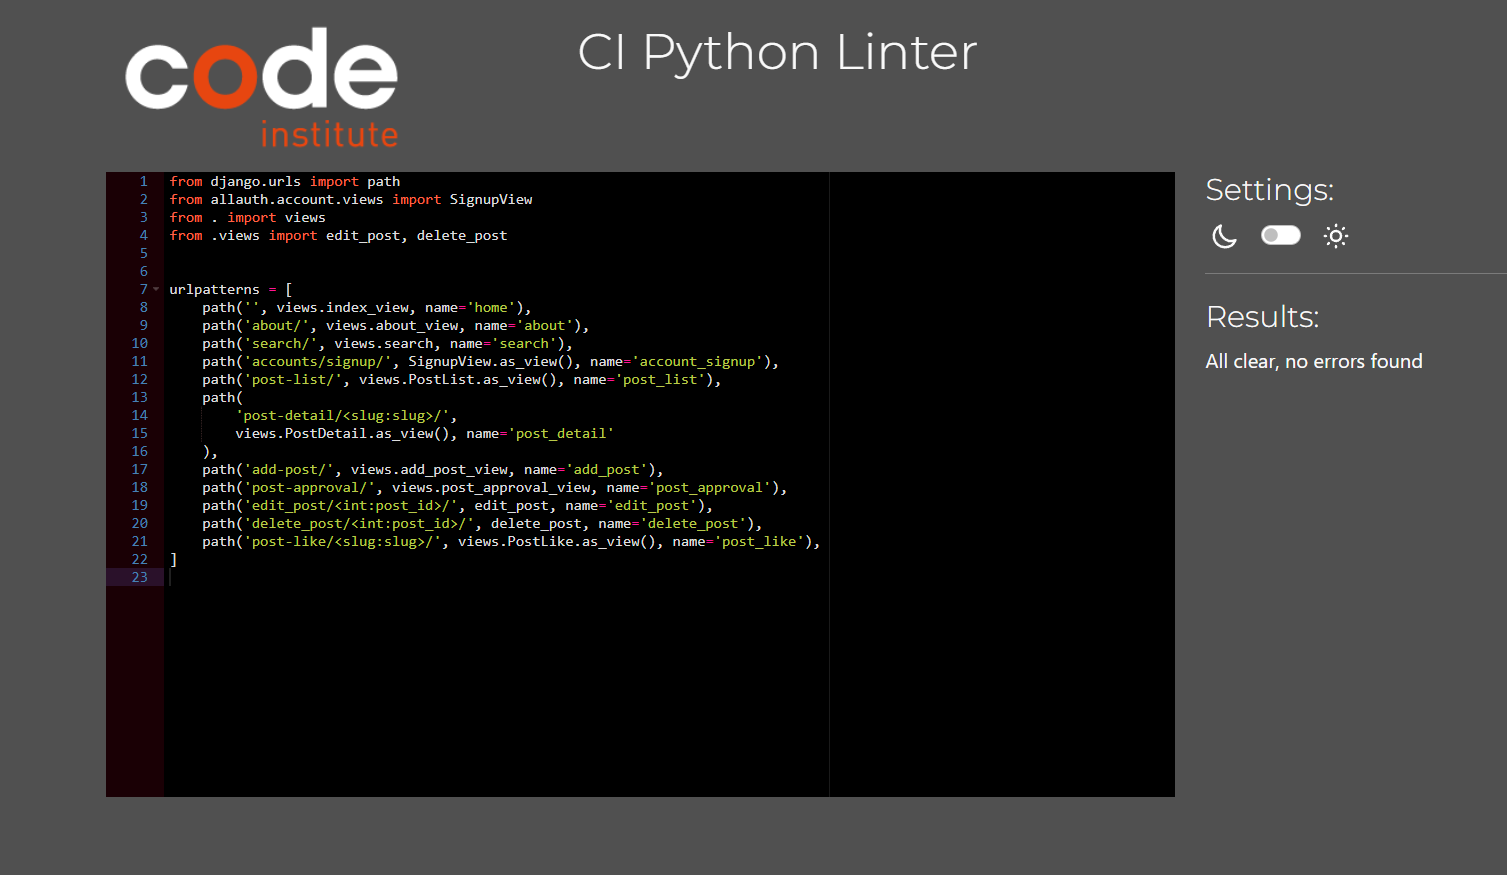 code
institute
CI Python Linter
1 from django.urls import path
2 from allauth.account.views import SignupView
3 from . import views
4 from .views import edit_post, delete_post
5
6
7 urlpatterns = [
8     path('', views.index_view, name='home'),
9     path('about/', views.about_view, name='about'),
10     path('search/', views.search, name='search'),
11     path('accounts/signup/', SignupView.as_view(), name='account_signup'),
12     path('post-list/', views.PostList.as_view(), name='post_list'),
13     path(
14         'post-detail/<slug:slug>/',
15         views.PostDetail.as_view(), name='post_detail'
16     ),
17     path('add-post/', views.add_post_view, name='add_post'),
18     path('post-approval/', views.post_approval_view, name='post_approval'),
19     path('edit_post/<int:post_id>/', edit_post, name='edit_post'),
20     path('delete_post/<int:post_id>/', delete_post, name='delete_post'),
21     path('post-like/<slug:slug>/', views.PostLike.as_view(), name='post_like'),
22 ]
23
Settings:
Results:
All clear, no errors found